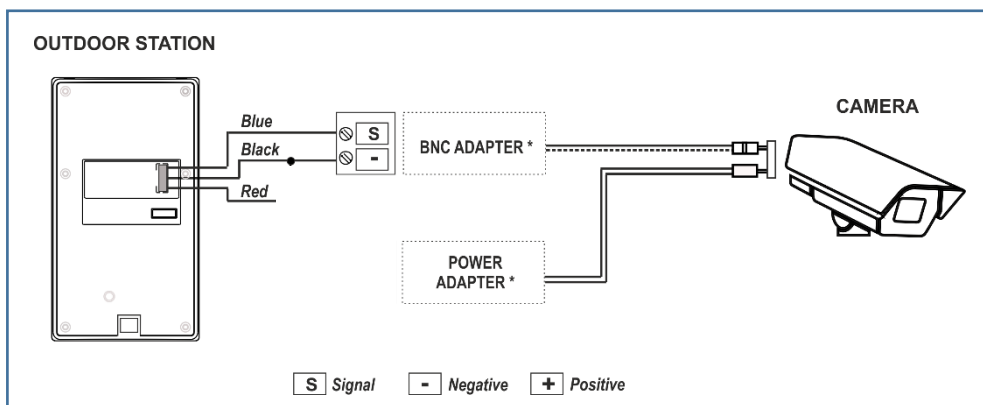 OUTDOOR STATION
Blue
Black
Red
S
-
BNC ADAPTER *
POWER
ADAPTER *
CAMERA
S Signal
- Negative
+ Positive